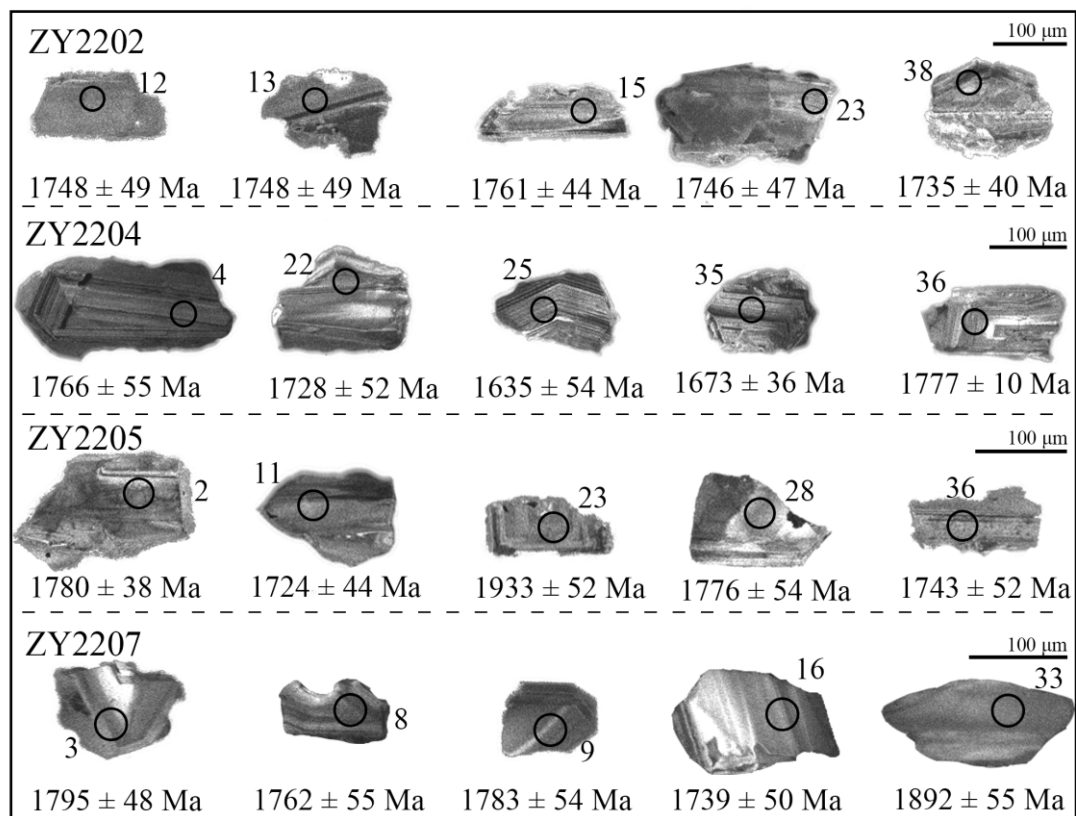 ZY2202
100 μm
12
13
15
23
38
1748 ± 49 Ma
1748 ± 49 Ma
1761 ± 44 Ma
1746 ± 47 Ma
1735 ± 40 Ma
ZY2204
100 μm
4
22
25
35
36
1766 ± 55 Ma
1728 ± 52 Ma
1635 ± 54 Ma
1673 ± 36 Ma
1777 ± 10 Ma
ZY2205
100 μm
2
11
23
28
36
1780 ± 38 Ma
1724 ± 44 Ma
1933 ± 52 Ma
1776 ± 54 Ma
1743 ± 52 Ma
ZY2207
100 μm
3
8
9
16
33
1795 ± 48 Ma
1762 ± 55 Ma
1783 ± 54 Ma
1739 ± 50 Ma
1892 ± 55 Ma